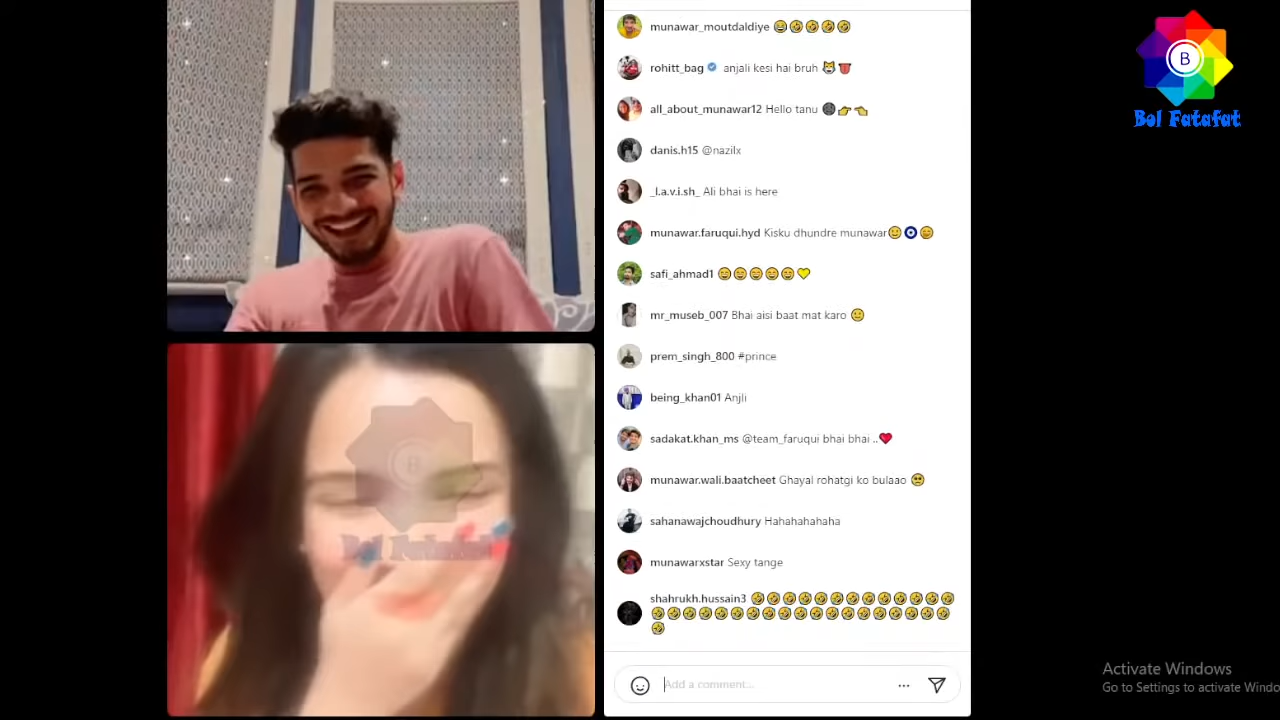 munawar_moutdaldiye 😂🤣🤣🤣🤣
rohitt_bag anjali kesi hai bruh 😹👅
all_about_munawar12 Hello tanu 🌚👉👈
danis.h15 @nazilx
_l.a.v.i.sh_ Ali bhai is here
munawar.faruqui.hyd Kisku dhundre munawar😂🧿😂
safi_ahmad1 😂😂😂😂😂💛
mr_museb_007 Bhai aisi baat mat karo 🙂
prem_singh_800 #prince
being_khan01 Anjli
sadakat.khan_ms @team_faruqui bhai bhai ..❤️
munawar.wali.baatcheet Ghayal rohatgi ko bulaao 🥺
sahanawajchoudhury Hahahahahaha
munawarxstar Sexy tange
shahrukh.hussain3 🤣🤣🤣🤣🤣🤣🤣🤣🤣🤣🤣🤣🤣
🤣🤣🤣🤣🤣🤣🤣🤣🤣🤣🤣🤣🤣🤣🤣🤣🤣🤣🤣
🤣
Add a comment...
B
Bol Fatafat
Bol Fatafat
Activate Windows
Go to Settings to activate Windo